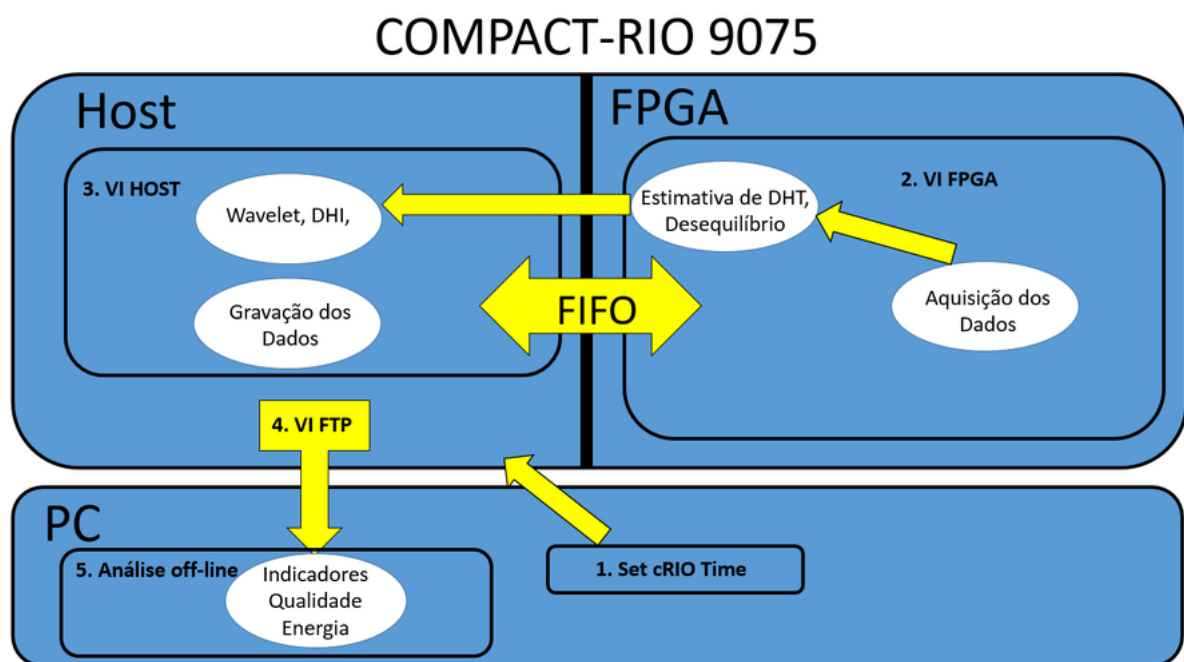 COMPACT-RIO 9075
Host
FPGA
3. VI HOST
Wavelet, DHI,
Gravação dos
Dados
Estimativa de DHT,
Desequilíbrio
2. VI FPGA
Aquisição dos
Dados
FIFO
4. VI FTP
PC
5. Análise off-line
Indicadores
Qualidade
Energia
1. Set cRIO Time